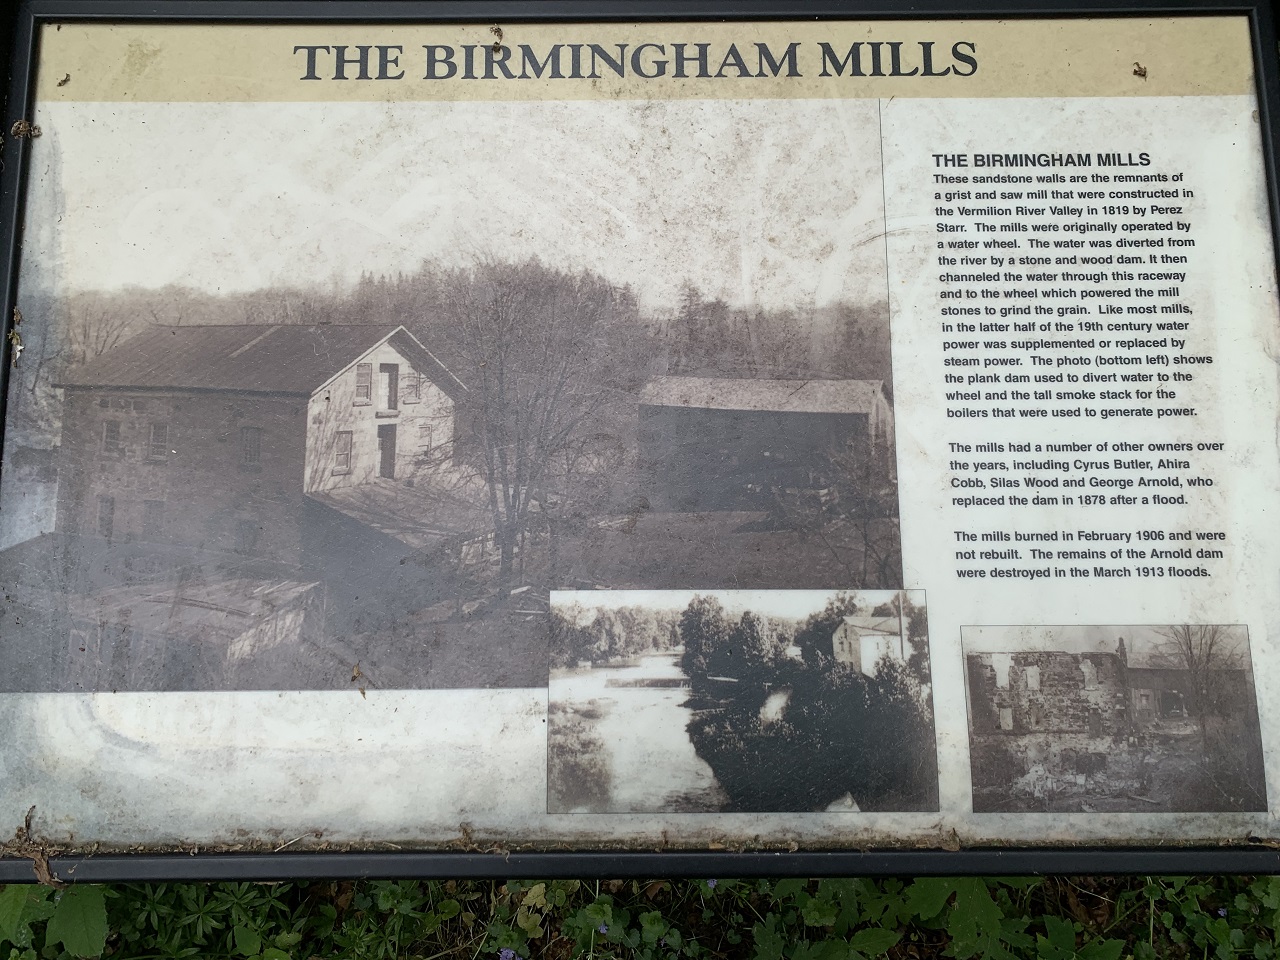 THE BIRMINGHAM MILLS
THE BIRMINGHAM MILLS
These sandstone walls are the remnants of
a grist and saw mill that were constructed in
the Vermilion River Valley in 1819 by Perez
Starr. The mills were originally operated by
a water wheel. The water was diverted from
the river by a stone and wood dam. It then
channeled the water through this raceway
and to the wheel which powered the mill
stones to grind the grain. Like most mills,
in the latter half of the 19th century water
power was supplemented or replaced by
steam power. The photo (bottom left) shows
the plank dam used to divert water to the
wheel and the tall smoke stack for the
boilers that were used to generate power.
The mills had a number of other owners over
the years, including Cyrus Butler, Ahira
Cobb, Silas Wood and George Arnold, who
replaced the dam in 1878 after a flood.
The mills burned in February 1906 and were
not rebuilt. The remains of the Arnold dam
were destroyed in the March 1913 floods.